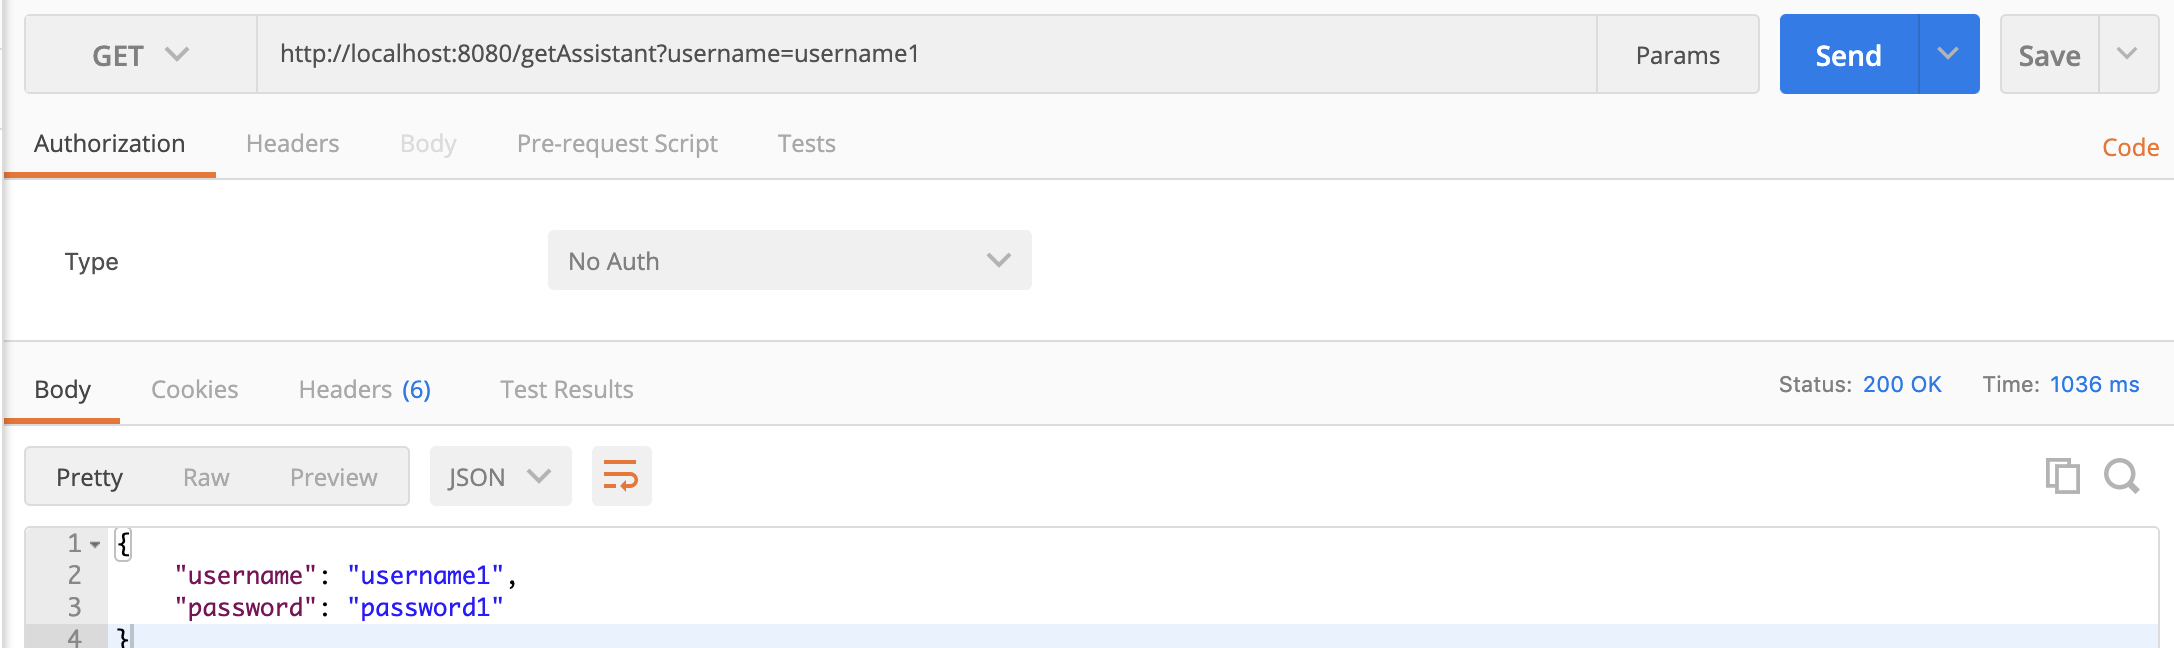 GET http://localhost:8080/getAssistant?username=username1 Params Send Save
Authorization Headers Body Pre-request Script Tests Code
Type No Auth
Body Cookies Headers (6) Test Results Status: 200 OK Time: 1036 ms
Pretty Raw Preview JSON
1 {
2 "username": "username1",
3 "password": "password1"
4 }